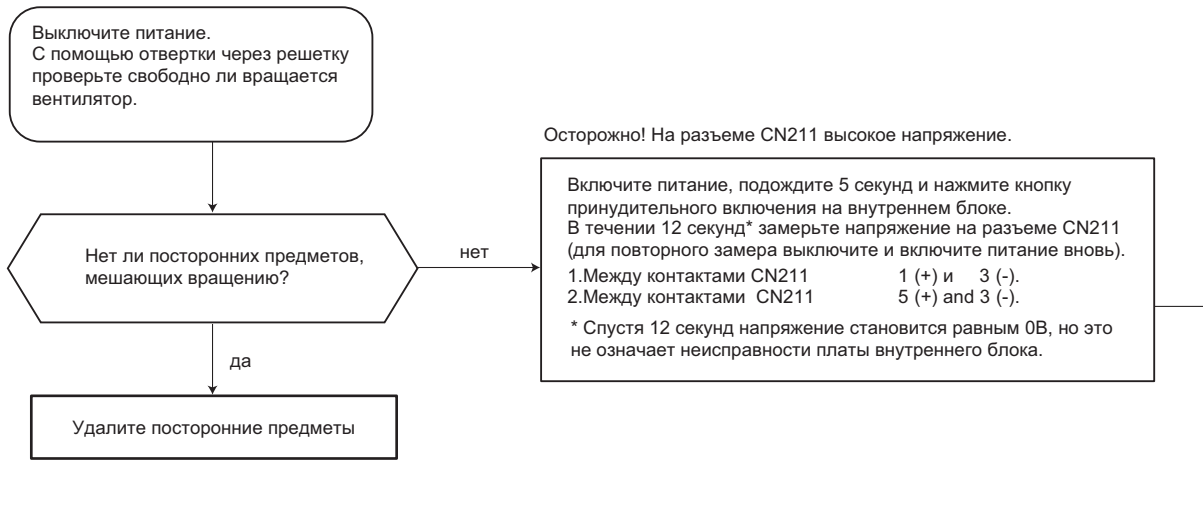 Выключите питание.
С помощью отвертки через решетку
проверьте свободно ли вращается
вентилятор.
Нет ли посторонних предметов,
мешающих вращению?
нет
да
Удалите посторонние предметы
Осторожно! На разъеме CN211 высокое напряжение.
Включите питание, подождите 5 секунд и нажмите кнопку
принудительного включения на внутреннем блоке.
В течении 12 секунд* замерьте напряжение на разъеме CN211
(для повторного замера выключите и включите питание вновь).
1.Между контактами CN211 1 (+) и 3 (-).
2.Между контактами CN211 5 (+) and 3 (-).
* Спустя 12 секунд напряжение становится равным 0В, но это
не означает неисправности платы внутреннего блока.